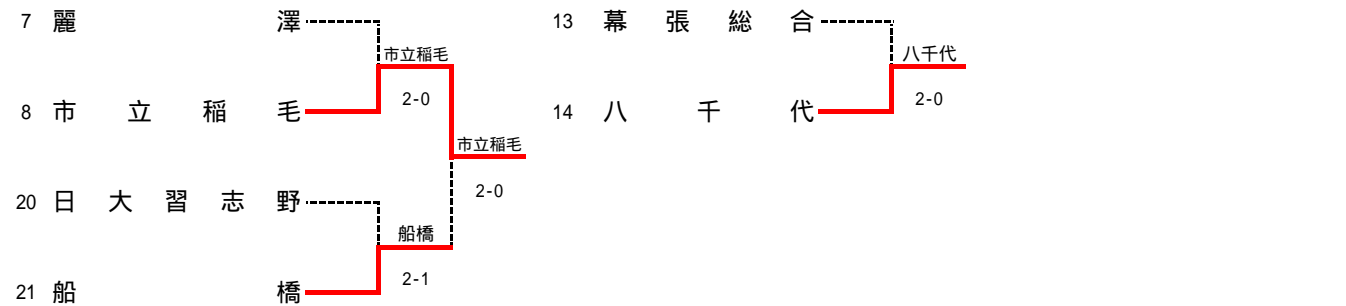 7 麗澤
市立稲毛
2-0
8 市立稲毛
市立稲毛
2-0
20 日大習志野
船橋
2-1
21 船橋
13 幕張総合
八千代
2-0
14 八千代